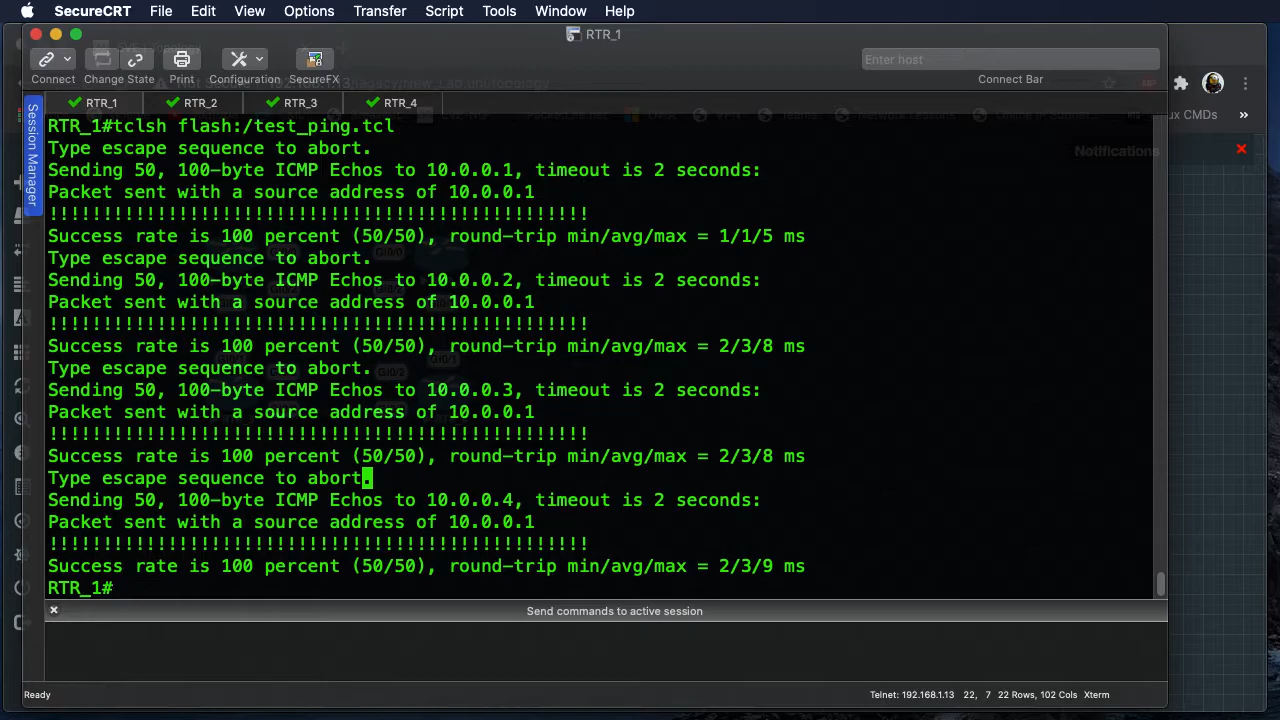 SecureCRT File Edit View Options Transfer Script Tools Window Help
RTR_1
Connect Change State Print Configuration SecureFX
Enter host
Connect Bar
RTR_1 RTR_2 RTR_3 RTR_4
Session Manager
RTR_1#tclsh flash:/test_ping.tcl
Type escape sequence to abort.
Sending 50, 100-byte ICMP Echos to 10.0.0.1, timeout is 2 seconds:
Packet sent with a source address of 10.0.0.1
!!!!!!!!!!!!!!!!!!!!!!!!!!!!!!!!!!!!!!!!!!!!!!!!!!
Success rate is 100 percent (50/50), round-trip min/avg/max = 1/1/5 ms
Type escape sequence to abort.
Sending 50, 100-byte ICMP Echos to 10.0.0.2, timeout is 2 seconds:
Packet sent with a source address of 10.0.0.1
!!!!!!!!!!!!!!!!!!!!!!!!!!!!!!!!!!!!!!!!!!!!!!!!!!
Success rate is 100 percent (50/50), round-trip min/avg/max = 2/3/8 ms
Type escape sequence to abort.
Sending 50, 100-byte ICMP Echos to 10.0.0.3, timeout is 2 seconds:
Packet sent with a source address of 10.0.0.1
!!!!!!!!!!!!!!!!!!!!!!!!!!!!!!!!!!!!!!!!!!!!!!!!!!
Success rate is 100 percent (50/50), round-trip min/avg/max = 2/3/8 ms
Type escape sequence to abort.
Sending 50, 100-byte ICMP Echos to 10.0.0.4, timeout is 2 seconds:
Packet sent with a source address of 10.0.0.1
!!!!!!!!!!!!!!!!!!!!!!!!!!!!!!!!!!!!!!!!!!!!!!!!!!
Success rate is 100 percent (50/50), round-trip min/avg/max = 2/3/9 ms
RTR_1#
Send commands to active session
Ready
Telnet: 192.168.1.13 22, 7 22 Rows, 102 Cols Xterm
ux CMDs
Notifications